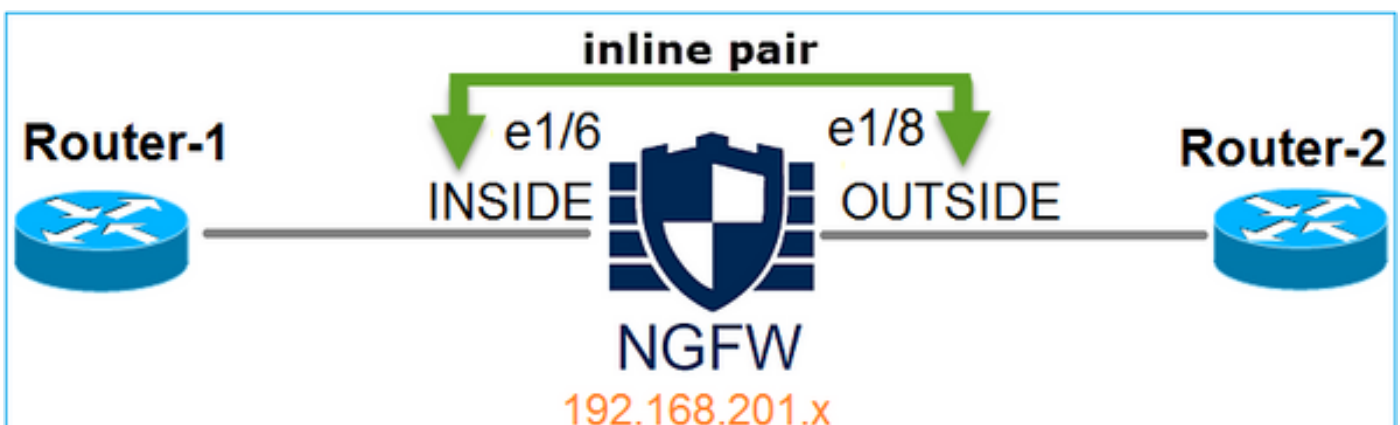 inline pair
Router-1
e1/6
e1/8
Router-2
INSIDE
OUTSIDE
NGFW
192.168.201.x